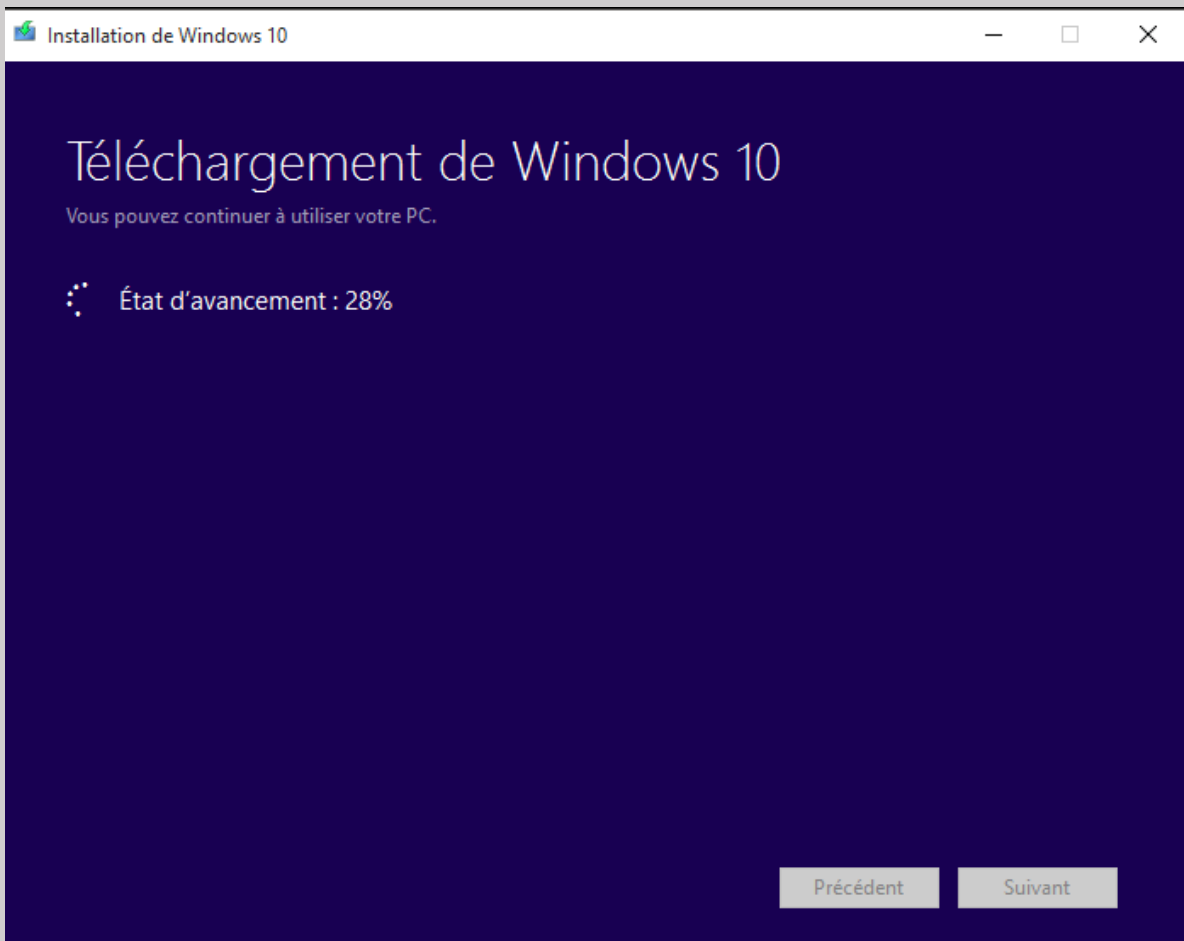 Installation de Windows 10
Téléchargement de Windows 10
Vous pouvez continuer à utiliser votre PC.
État d’avancement : 28%
Précédent
Suivant